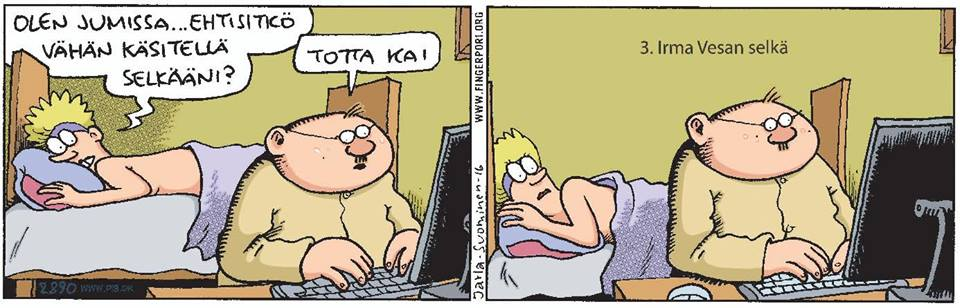 OLEN JUMISSA...EHTISITKÖ
VÄHÄN KÄSITELLÄ
SELKÄÄNI?
TOTTA KAI
2890 WWW.PIB.DK
WWW.FINGERPORI.ORG
Jarla · Suominen-16
3. Irma Vesan selkä